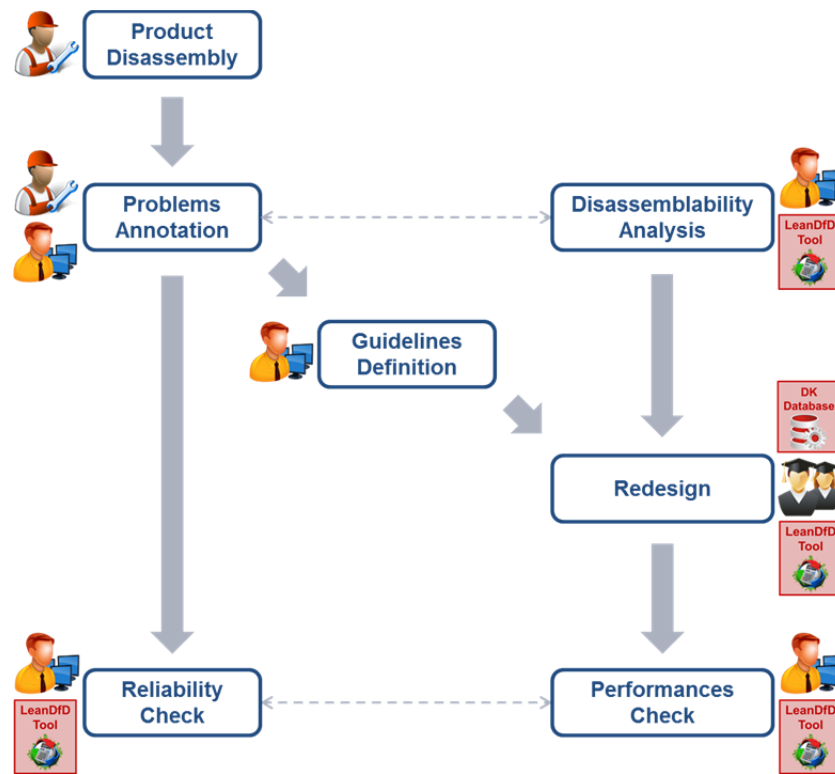 Product
Disassembly
Problems
Annotation
Disassemblability
Analysis
LeanDfD
Tool
Guidelines
Definition
DK
Database
Redesign
LeanDfD
Tool
Reliability
Check
LeanDfD
Tool
Performances
Check
LeanDfD
Tool